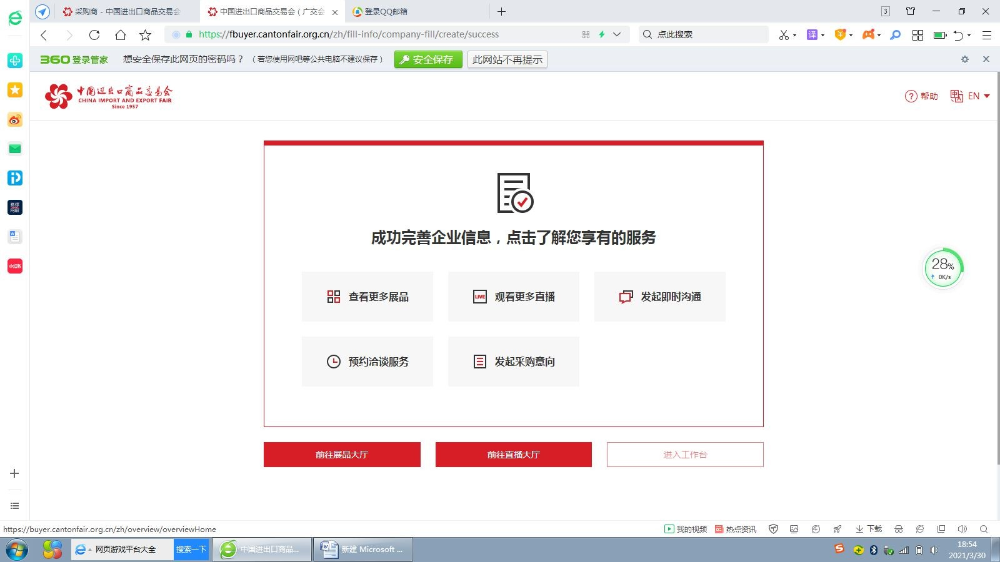 采购商 - 中国进出口商品交易会
中国进出口商品交易会（广交会
登录QQ邮箱
3
https://fbuyer.cantonfair.org.cn/zh/fill-info/company-fill/create/success
点此搜索
译
360登录管家
想安全保存此网页的密码吗？
（若您使用网吧等公共电脑不建议保存）
安全保存
此网站不再提示
中国进出口商品交易会
CHINA IMPORT AND EXPORT FAIR
Since 1957
帮助
EN
环球
网校
小红书
成功完善企业信息，点击了解您享有的服务
查看更多展品
LIVE
观看更多直播
发起即时沟通
预约洽谈服务
发起采购意向
28%
0K/s
前往展品大厅
前往直播大厅
进入工作台
https://buyer.cantonfair.org.cn/zh/overview/overviewHome
我的视频
热点资讯
下载
网页游戏平台大全
搜索一下
中国进出口商品...
新建 Microsoft ...
18:54
2021/3/30